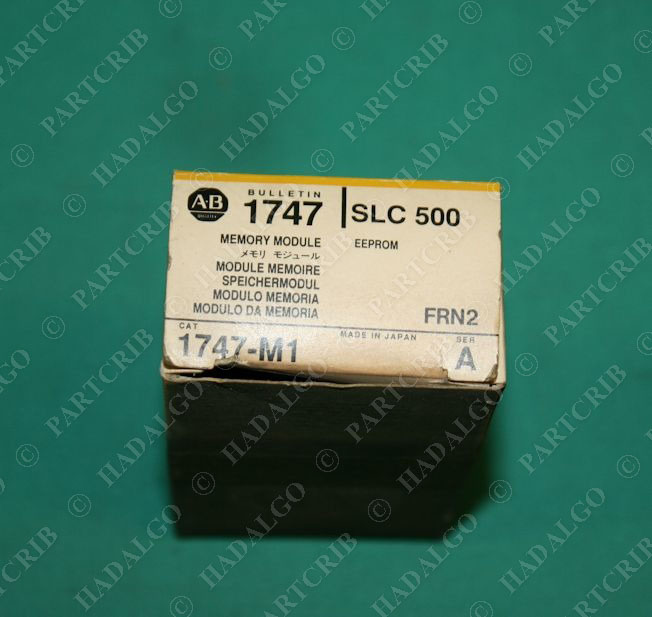 A-B
BULLETIN
1747
SLC 500
MEMORY MODULE
EEPROM
メモリ モジュール
MODULE MEMOIRE
SPEICHERMODUL
MODULO MEMORIA
MODULO DA MEMORIA
FRN2
CAT
MADE IN JAPAN
SER
1747-M1
A
© PARTCRIB
© HADALGO